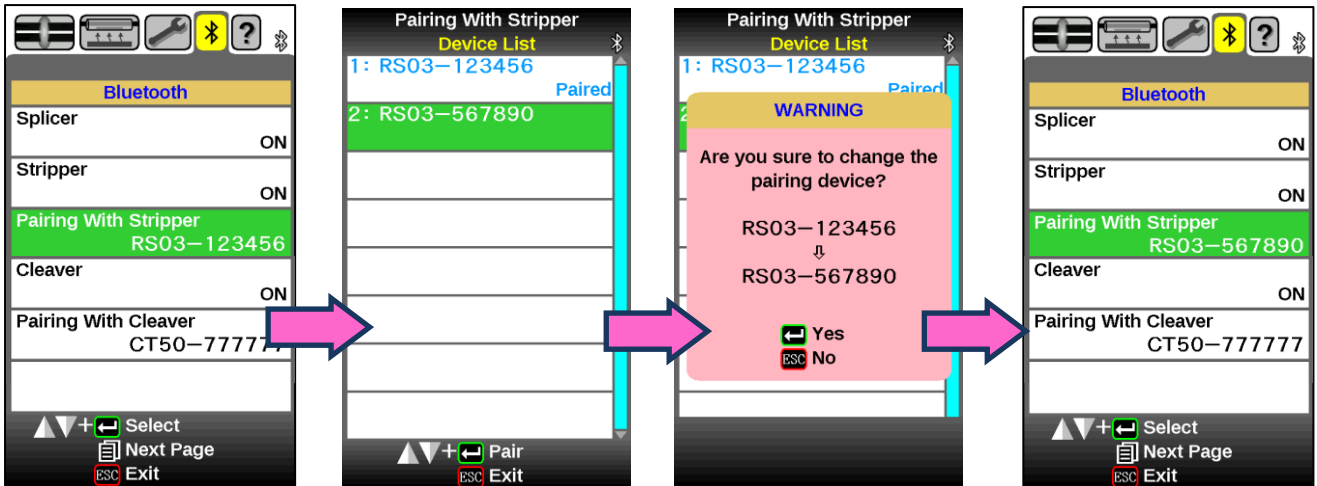 ?
Bluetooth
Splicer
ON
Stripper
ON
Pairing With Stripper
RS03-123456
Cleaver
ON
Pairing With Cleaver
CT50-777777
+ Select
Next Page
ESC Exit
Pairing With Stripper
Device List
1: RS03-123456
Paired
2: RS03-567890
+ Pair
ESC Exit
Pairing With Stripper
Device List
1: RS03-123456
Paired
2
WARNING
Are you sure to change the
pairing device?
RS03-123456
⇩
RS03-567890
Yes
ESC No
?
Bluetooth
Splicer
ON
Stripper
ON
Pairing With Stripper
RS03-567890
Cleaver
ON
Pairing With Cleaver
CT50-777777
+ Select
Next Page
ESC Exit